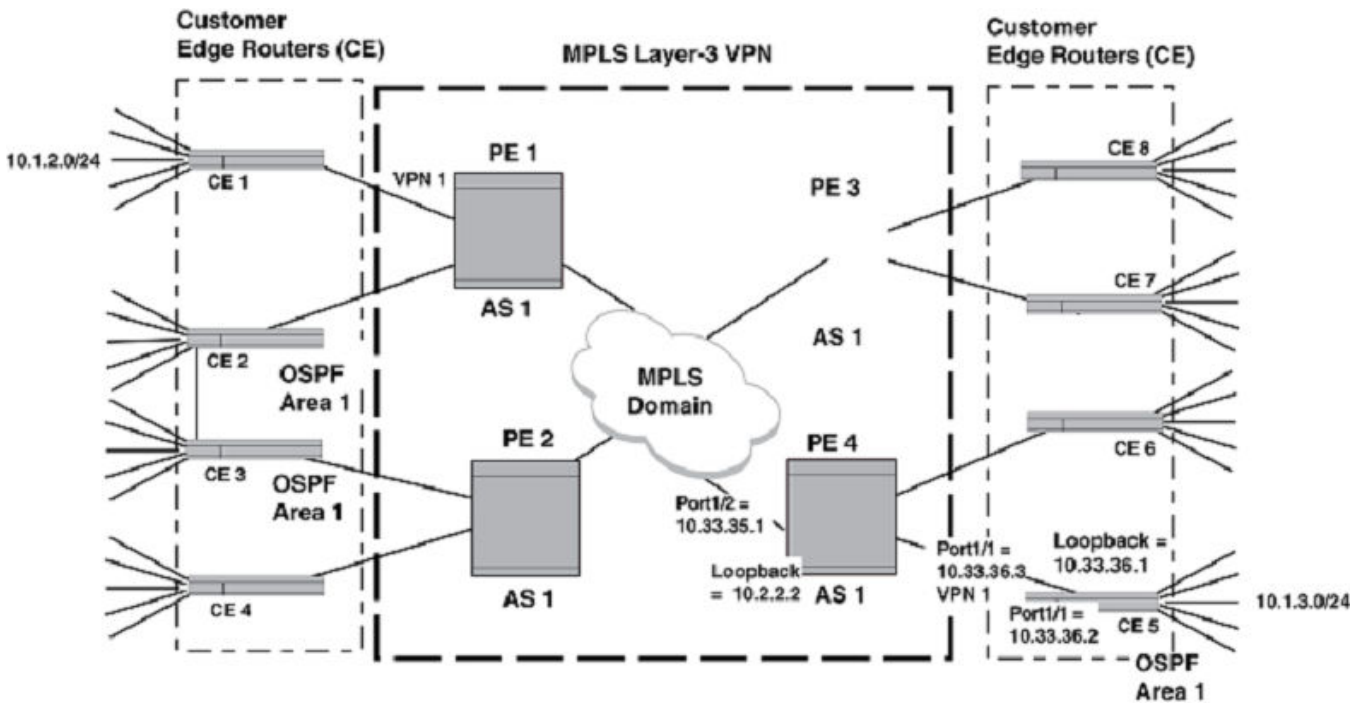 Customer
Edge Routers (CE)
MPLS Layer-3 VPN
Customer
Edge Routers (CE)
10.1.2.0/24
CE 1
VPN 1
PE 1
AS 1
CE 2
OSPF
Area 1
CE 3
OSPF
Area 1
CE 4
PE 2
AS 1
MPLS
Domain
PE 3
AS 1
PE 4
AS 1
Port1/2 =
10.33.35.1
Loopback
= 10.2.2.2
Port1/1 =
10.33.36.3
VPN 1
CE 8
CE 7
CE 6
Loopback =
10.33.36.1
Port1/1 =
10.33.36.2
CE 5
10.1.3.0/24
OSPF
Area 1